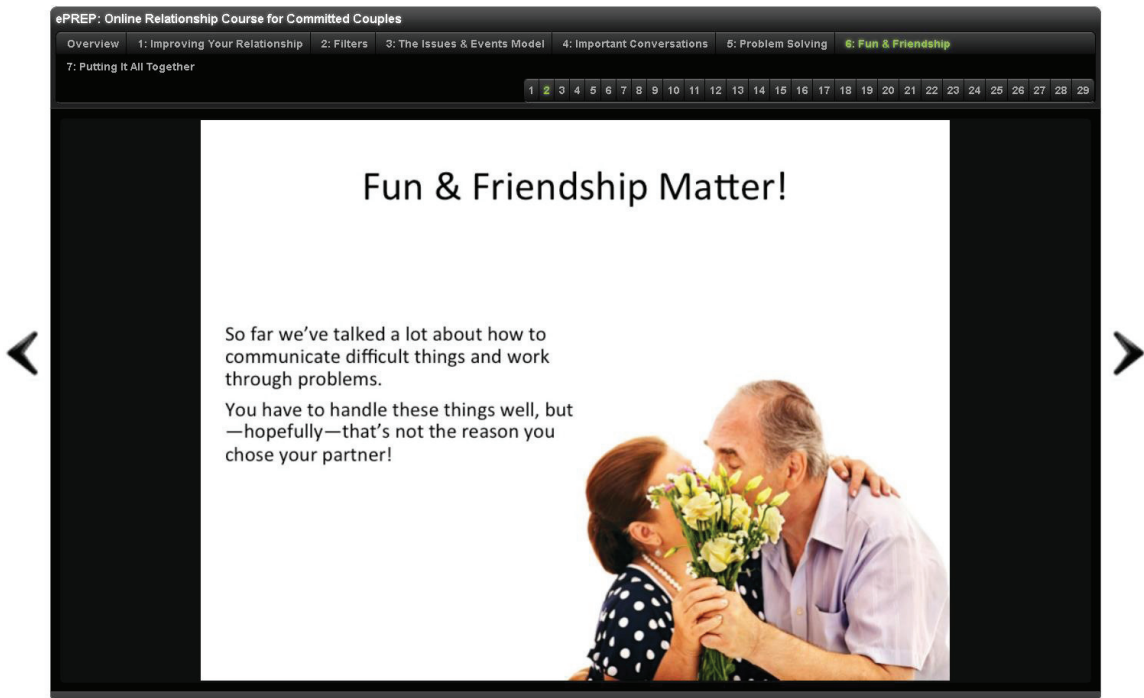 ePREP: Online Relationship Course for Committed Couples
Overview 1: Improving Your Relationship 2: Filters 3: The Issues & Events Model 4: Important Conversations 5: Problem Solving 6: Fun & Friendship
7: Putting It All Together
1 2 3 4 5 6 7 8 9 10 11 12 13 14 15 16 17 18 19 20 21 22 23 24 25 26 27 28 29
Fun & Friendship Matter!
So far we've talked a lot about how to
communicate difficult things and work
through problems.
You have to handle these things well, but
—hopefully—that's not the reason you
chose your partner!